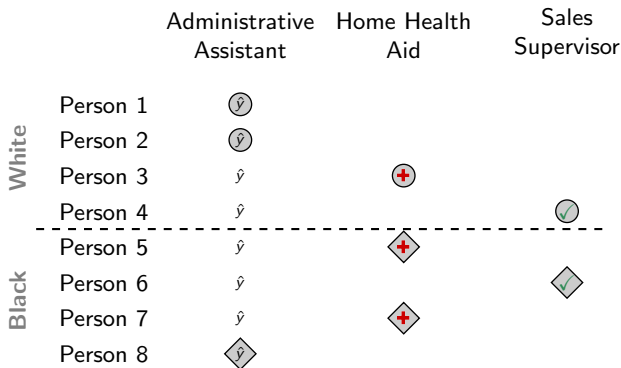 Administrative Assistant
Home Health Aid
Sales Supervisor
White
Person 1 ŷ
Person 2 ŷ
Person 3 ŷ
Person 4 ŷ ✓
Black
Person 5 ŷ
Person 6 ŷ ✓
Person 7 ŷ
Person 8 ŷ